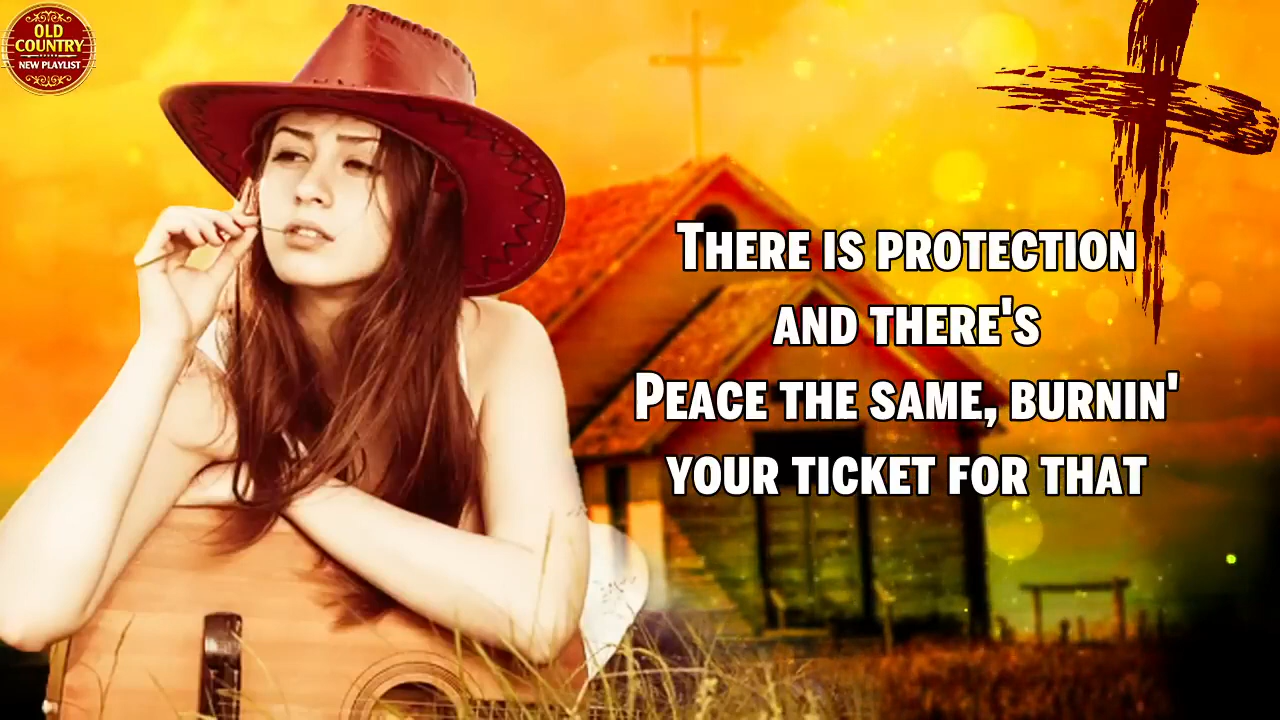 OLD
COUNTRY
NEW PLAYLIST
THERE IS PROTECTION
AND THERE'S
PEACE THE SAME, BURNIN'
YOUR TICKET FOR THAT